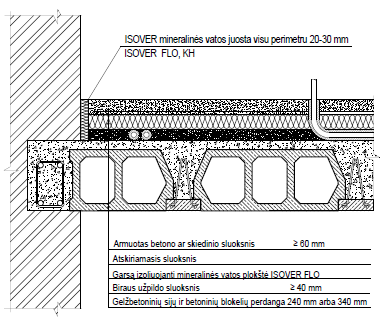 ISOVER mineralinės vatos juosta visu perimetru 20-30 mm
ISOVER FLO, KH
Armuotas betono ar skiedinio sluoksnis ≥ 60 mm
Atskiriamasis sluoksnis
Garsą izoliuojanti mineralinės vatos plokštė ISOVER FLO
Biraus užpildo sluoksnis ≥ 40 mm
Gelžbetoninių sijų ir betoninių blokelių perdanga 240 mm arba 340 mm